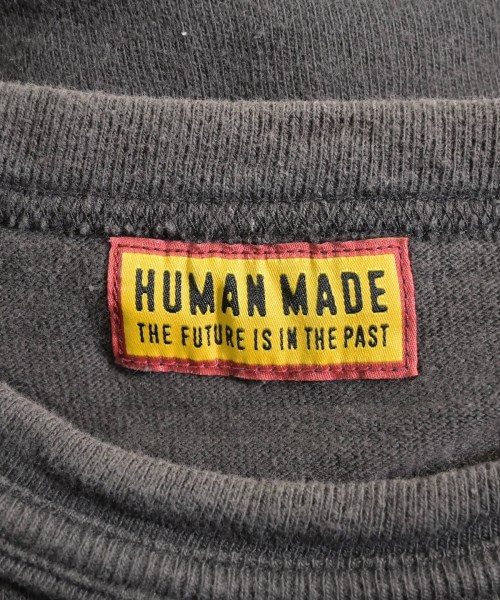 HUMAN MADE
THE FUTURE IS IN THE PAST